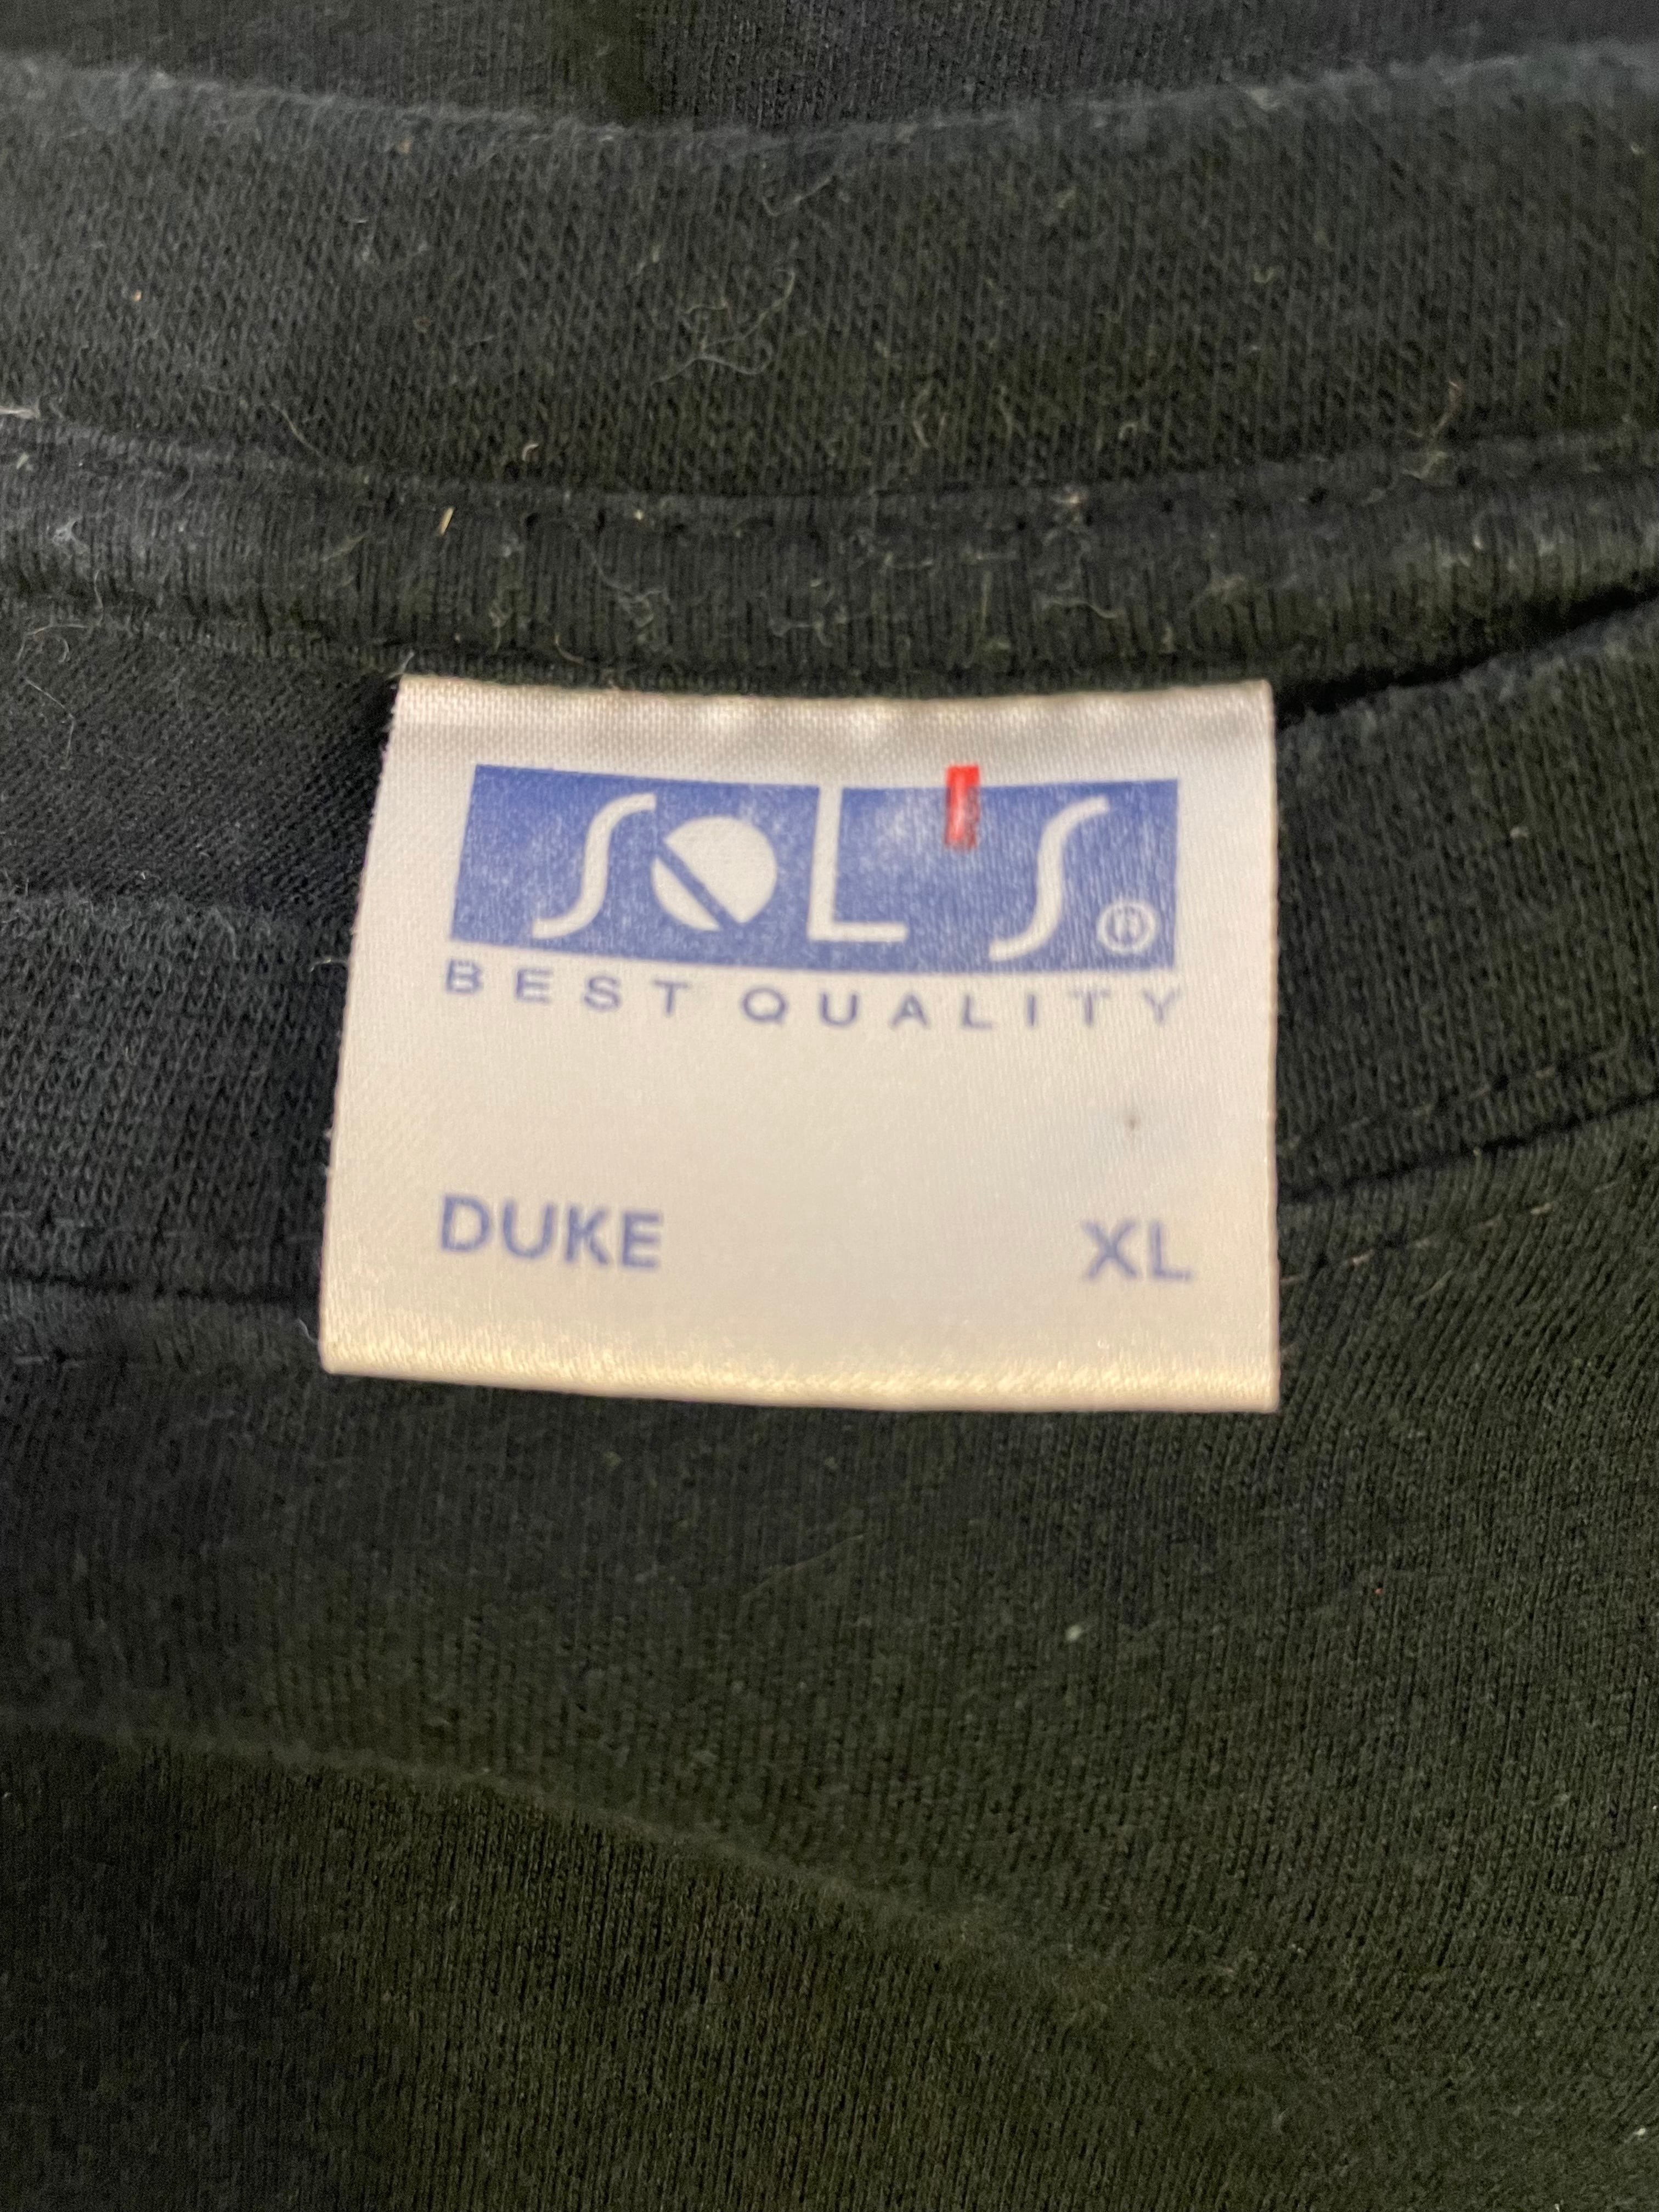 SOL'S®
BEST QUALITY
DUKE XL